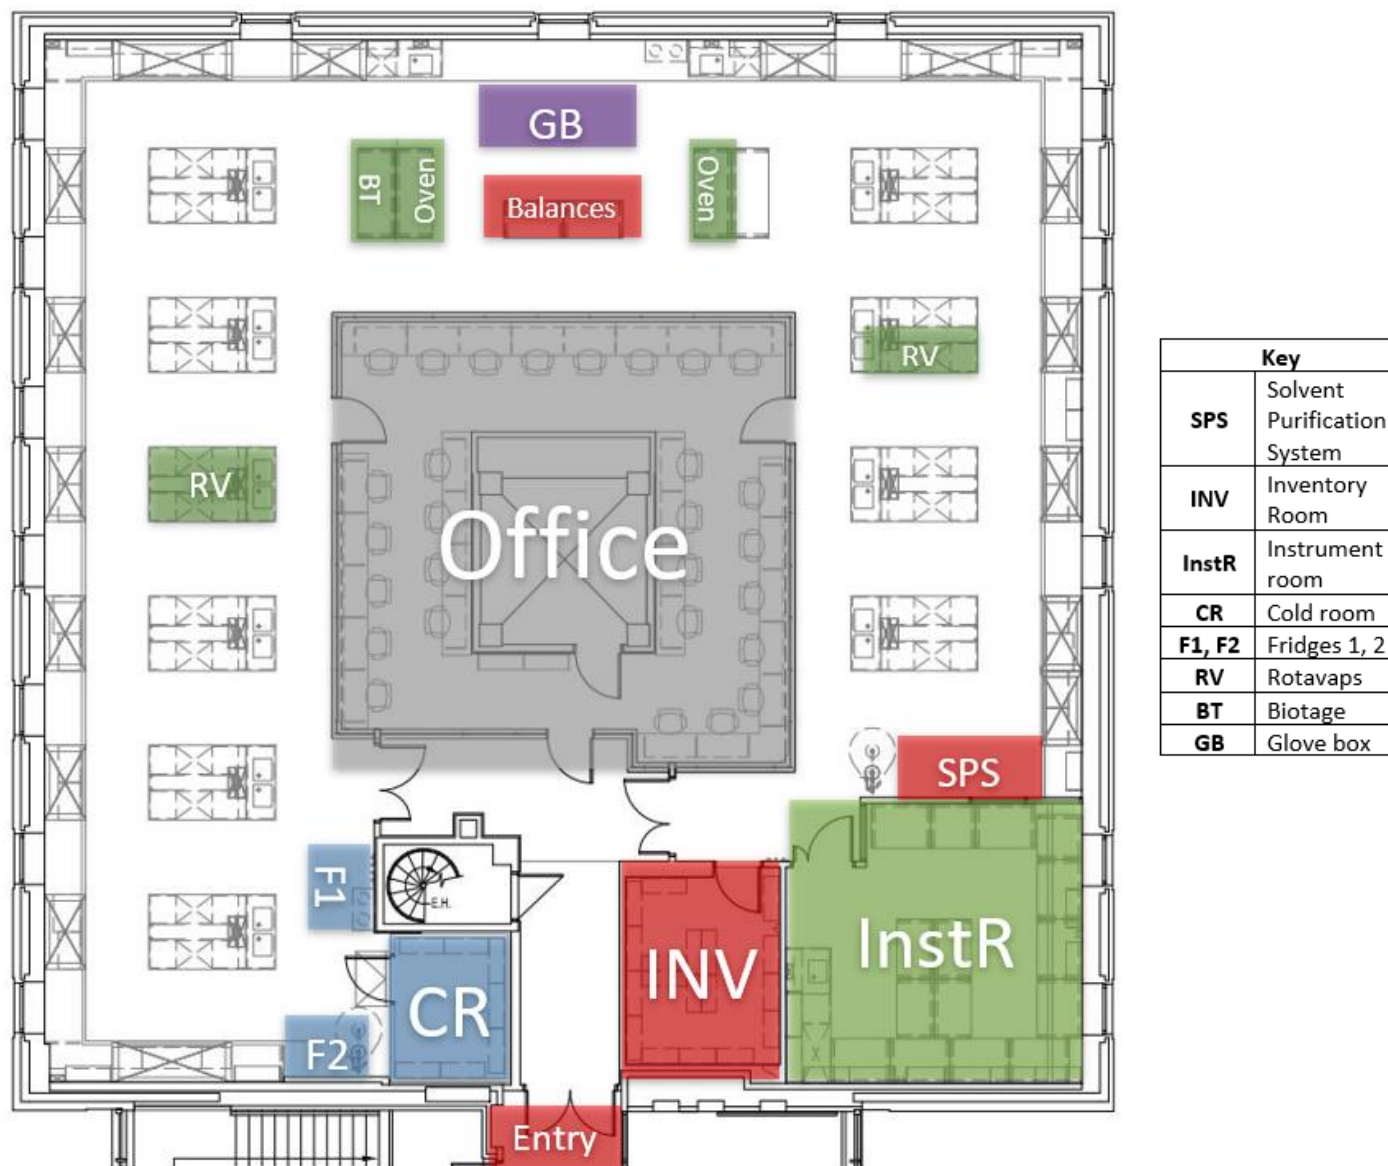 GB
BT
Oven
Balances
Oven
RV
RV
Office
SPS
F1
E.H.
INV
InstR
CR
F2
Entry
Key
SPS
Solvent
Purification
System
INV
Inventory
Room
InstR
Instrument
room
CR
Cold room
F1, F2
Fridges 1, 2
RV
Rotavaps
BT
Biotage
GB
Glove box